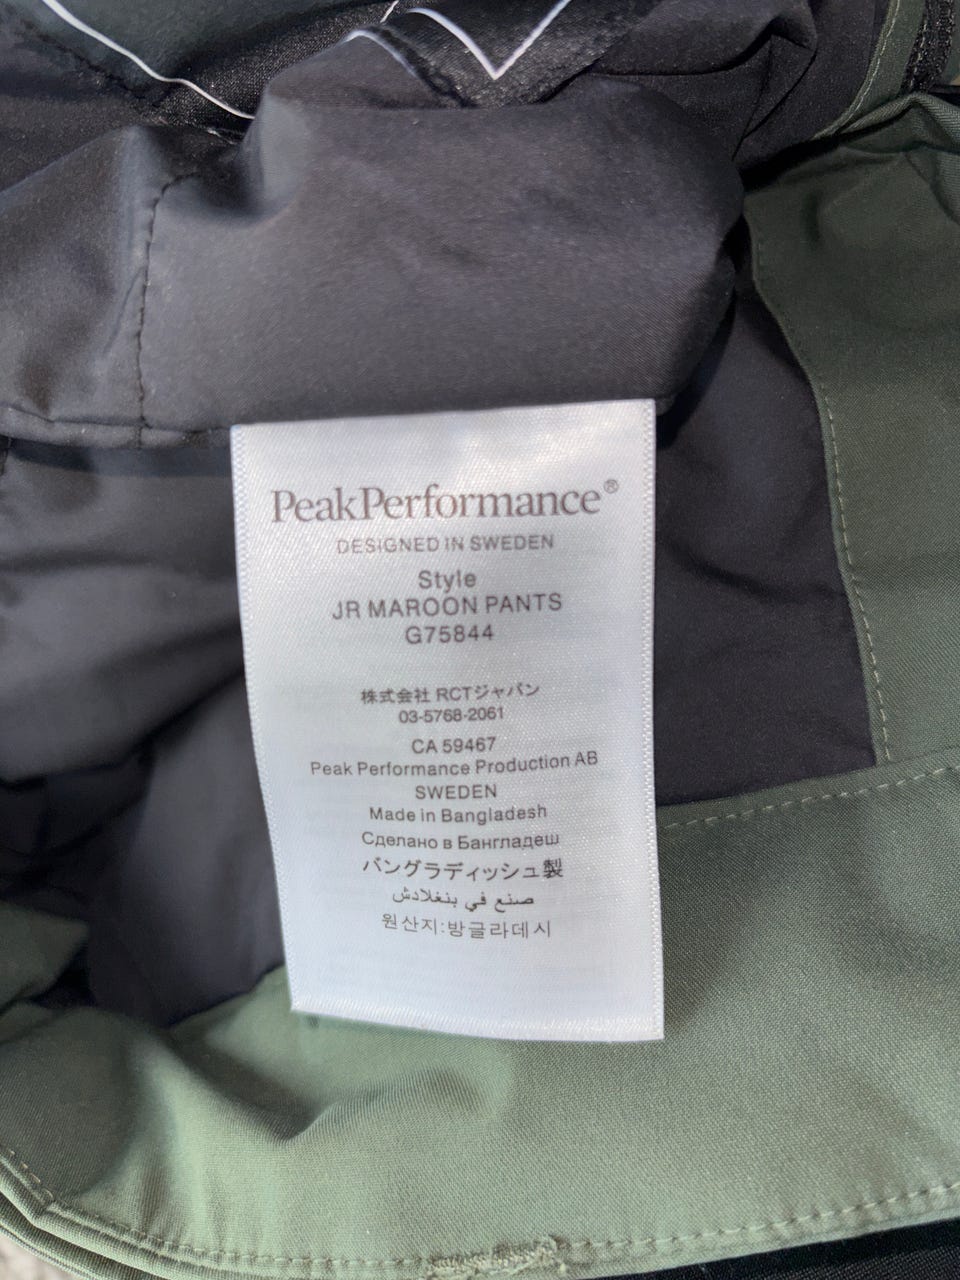 PeakPerformance®
DESIGNED IN SWEDEN
Style
JR MAROON PANTS
G75844
株式会社 RCTジャパン
03-5768-2061
CA 59467
Peak Performance Production AB
SWEDEN
Made in Bangladesh
Сделано в Бангладеш
バングラディッシュ製
صنع في بنغلادش
원산지:방글라데시